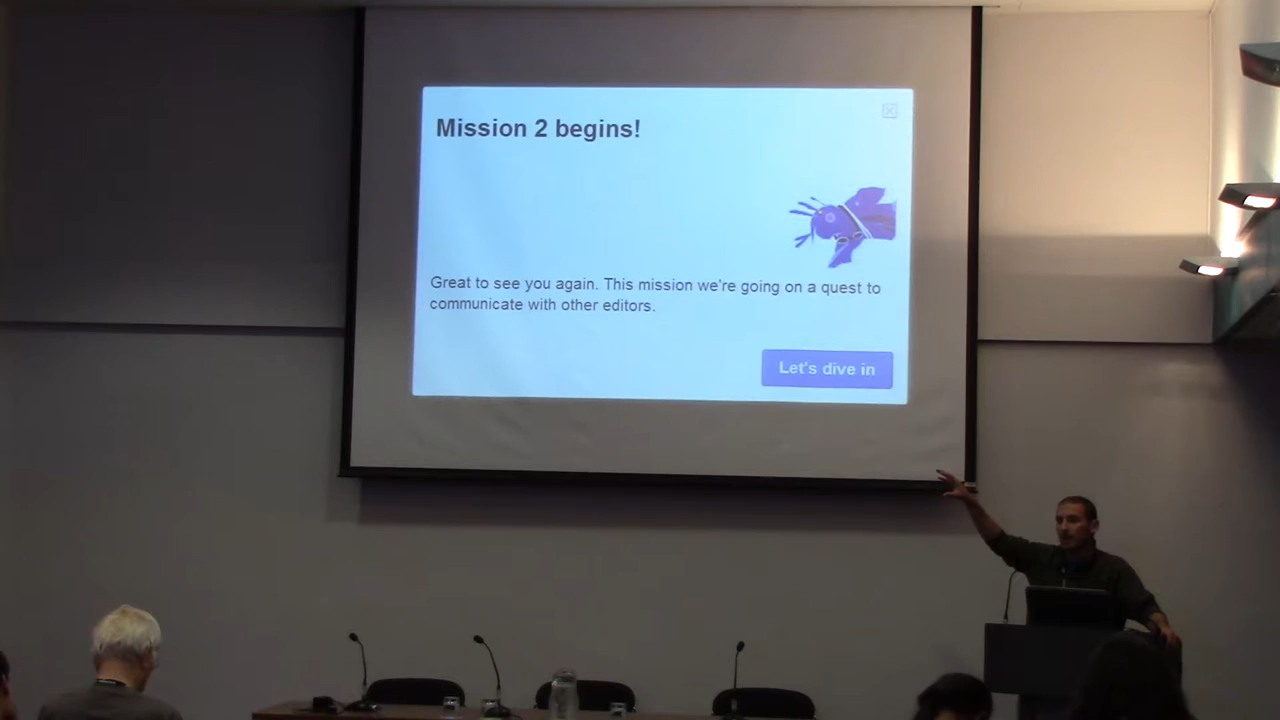 Mission 2 begins!
Great to see you again. This mission we're going on a quest to
communicate with other editors.
Let's dive in